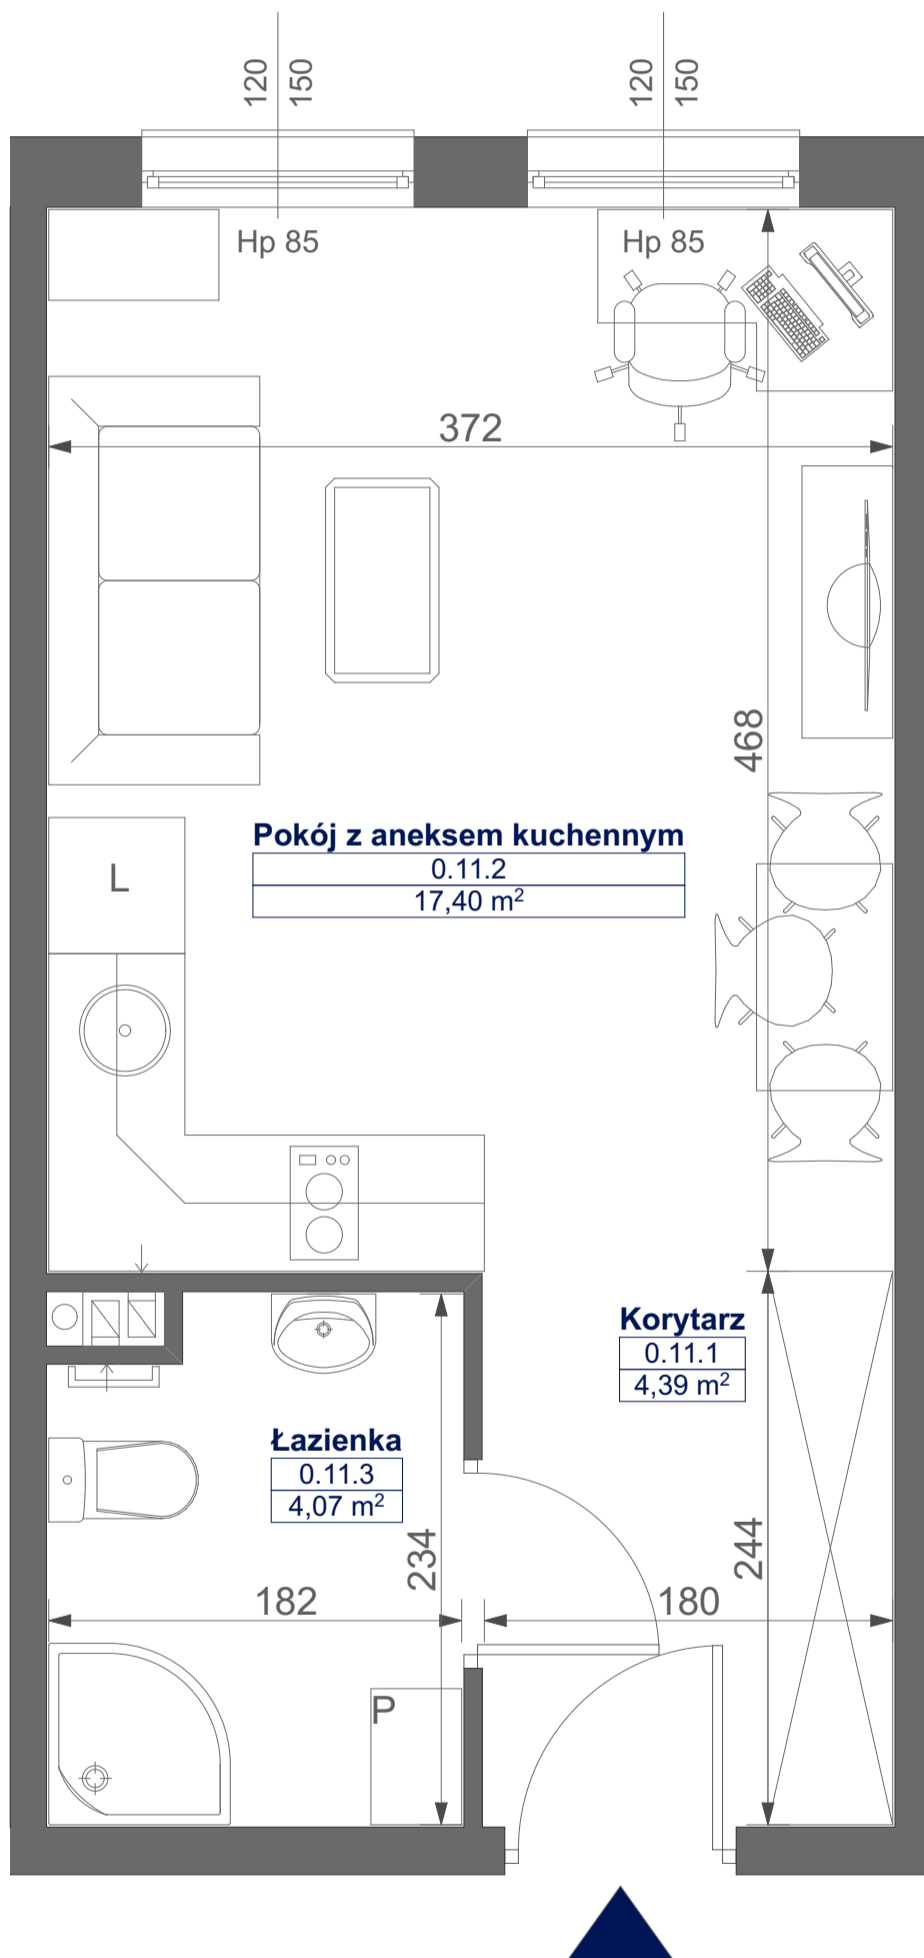 120
150
120
150
Hp 85
Hp 85
372
468
Pokój z aneksem kuchennym
0.11.2
17,40 m²
L
Korytarz
0.11.1
4,39 m²
Łazienka
0.11.3
4,07 m²
234
244
182
180
P